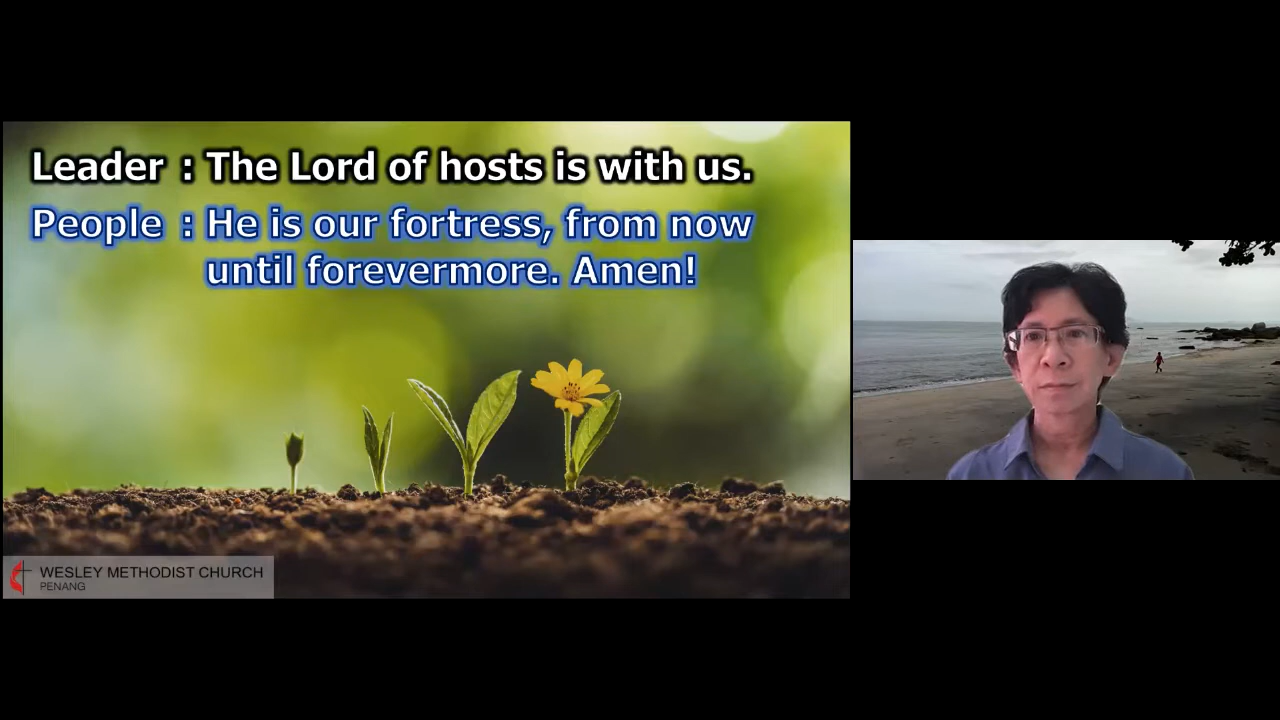 Leader : The Lord of hosts is with us.
People : He is our fortress, from now
until forevermore. Amen!
WESLEY METHODIST CHURCH
PENANG